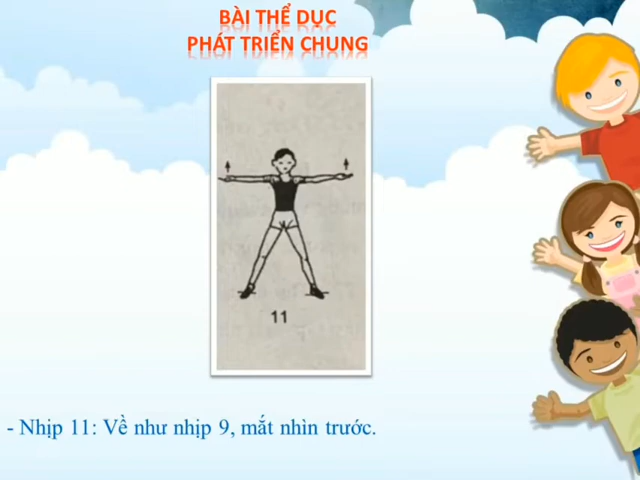 BÀI THỂ DỤC
PHÁT TRIỂN CHUNG
11
- Nhịp 11: Về như nhịp 9, mắt nhìn trước.